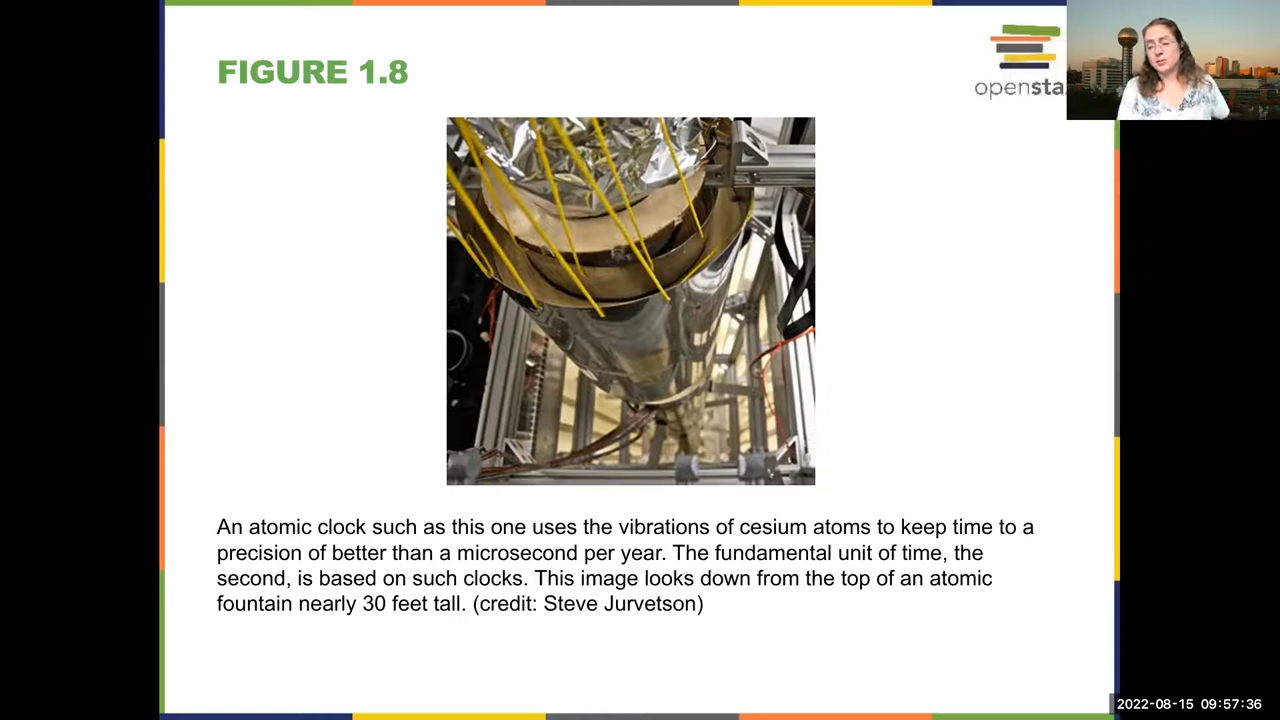 FIGURE 1.8
opensta
An atomic clock such as this one uses the vibrations of cesium atoms to keep time to a
precision of better than a microsecond per year. The fundamental unit of time, the
second, is based on such clocks. This image looks down from the top of an atomic
fountain nearly 30 feet tall. (credit: Steve Jurvetson)
2022-08-15 09:57:36